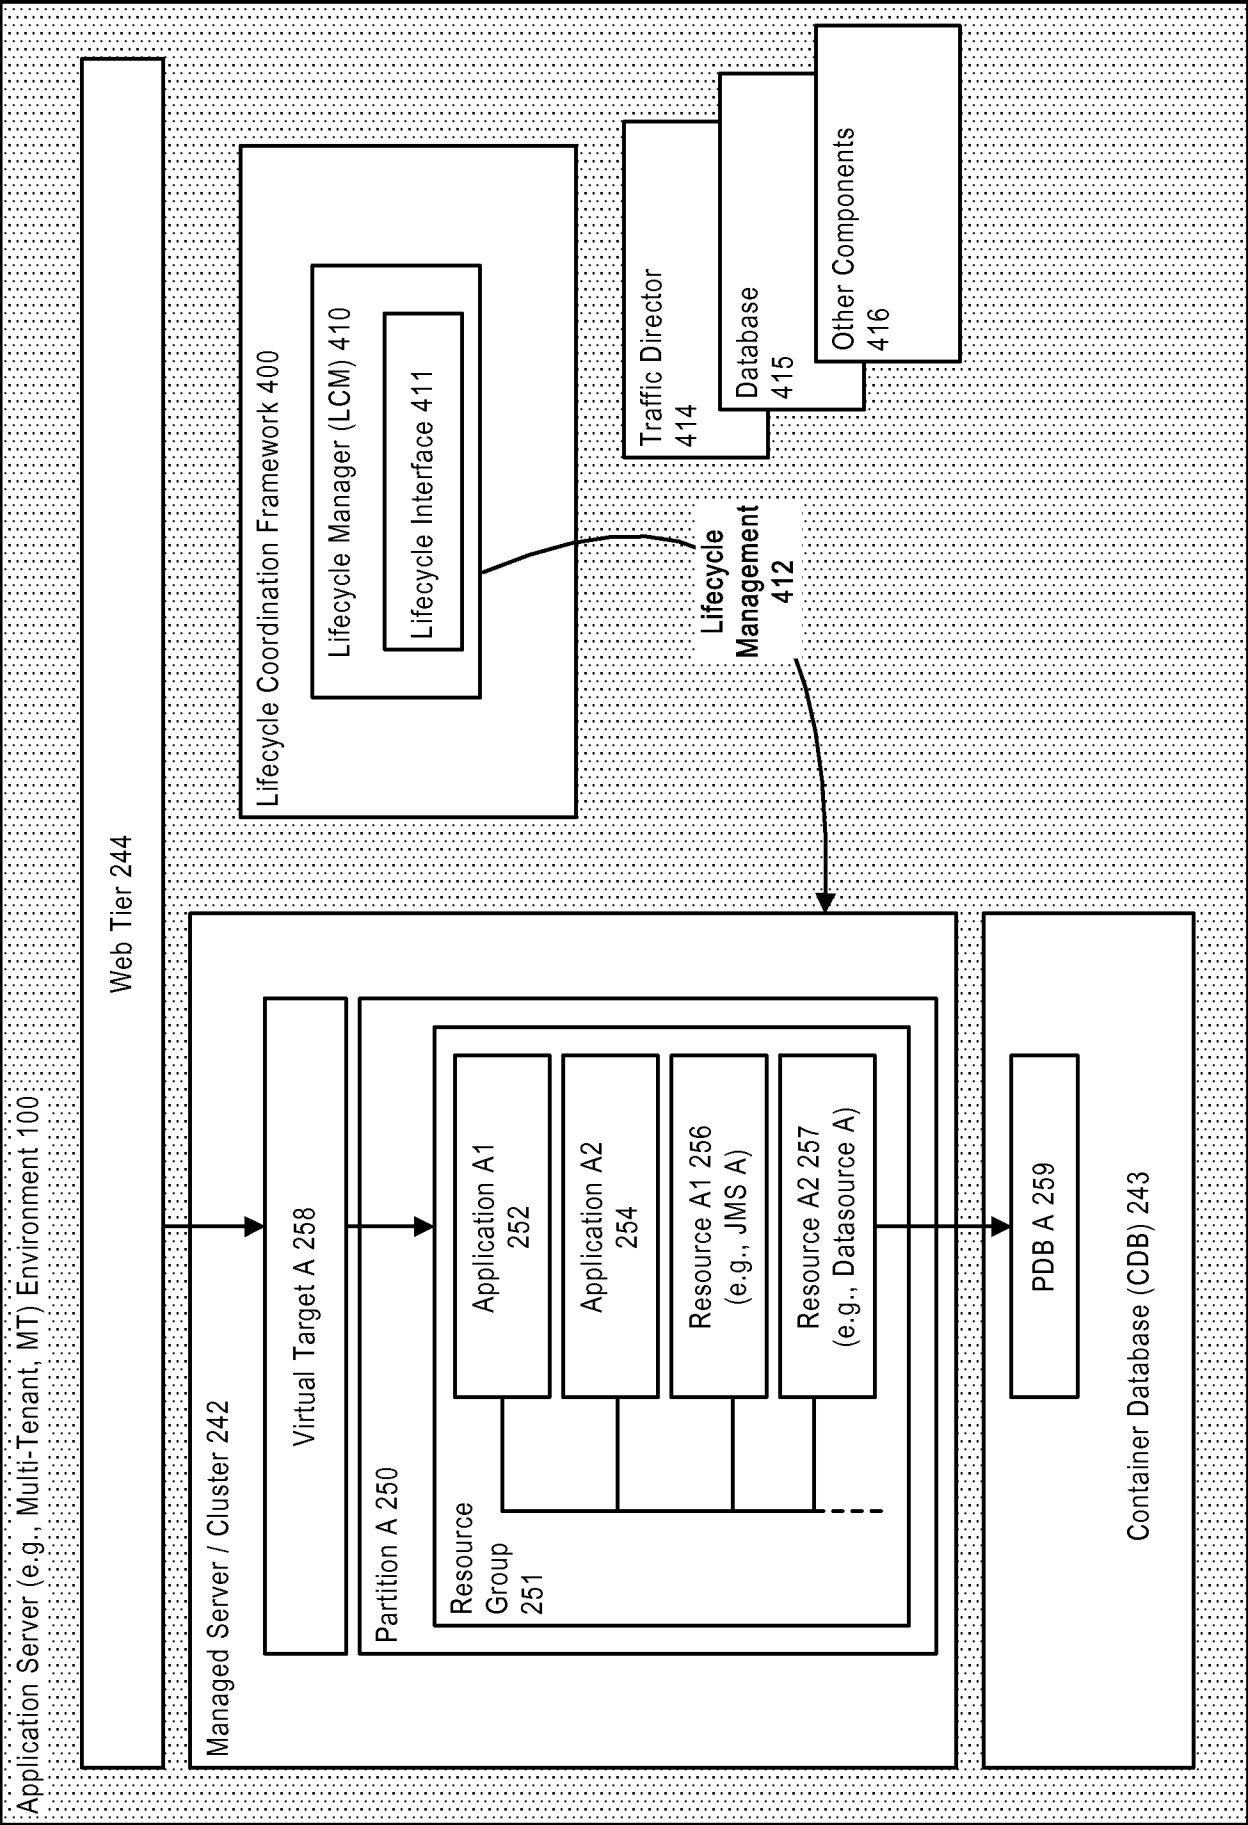 Application Server (e.g., Multi-Tenant, MT) Environment 100
Web Tier 244
Managed Server / Cluster 242
Virtual Target A 258
Partition A 250
Resource
Group
251
Application A1
252
Application A2
254
Resource A1 256
(e.g., JMS A)
Resource A2 257
(e.g., Datasource A)
PDB A 259
Container Database (CDB) 243
Lifecycle Coordination Framework 400
Lifecycle Manager (LCM) 410
Lifecycle Interface 411
Lifecycle
Management
412
Traffic Director
414
Database
415
Other Components
416